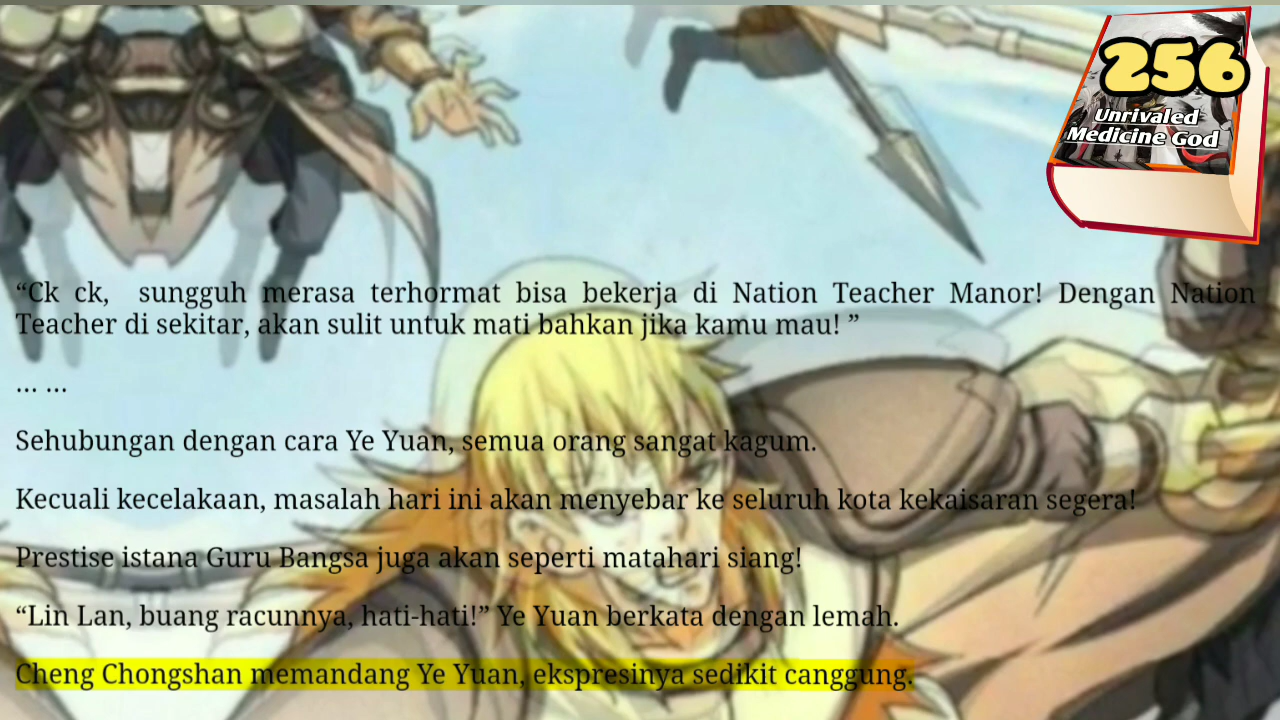 256
Unrivaled
Medicine God
“Ck ck,  sungguh merasa terhormat bisa bekerja di Nation Teacher Manor! Dengan Nation
Teacher di sekitar, akan sulit untuk mati bahkan jika kamu mau! ”
... ...
Sehubungan dengan cara Ye Yuan, semua orang sangat kagum.
Kecuali kecelakaan, masalah hari ini akan menyebar ke seluruh kota kekaisaran segera!
Prestise istana Guru Bangsa juga akan seperti matahari siang!
“Lin Lan, buang racunnya, hati-hati!” Ye Yuan berkata dengan lemah.
Cheng Chongshan memandang Ye Yuan, ekspresinya sedikit canggung.